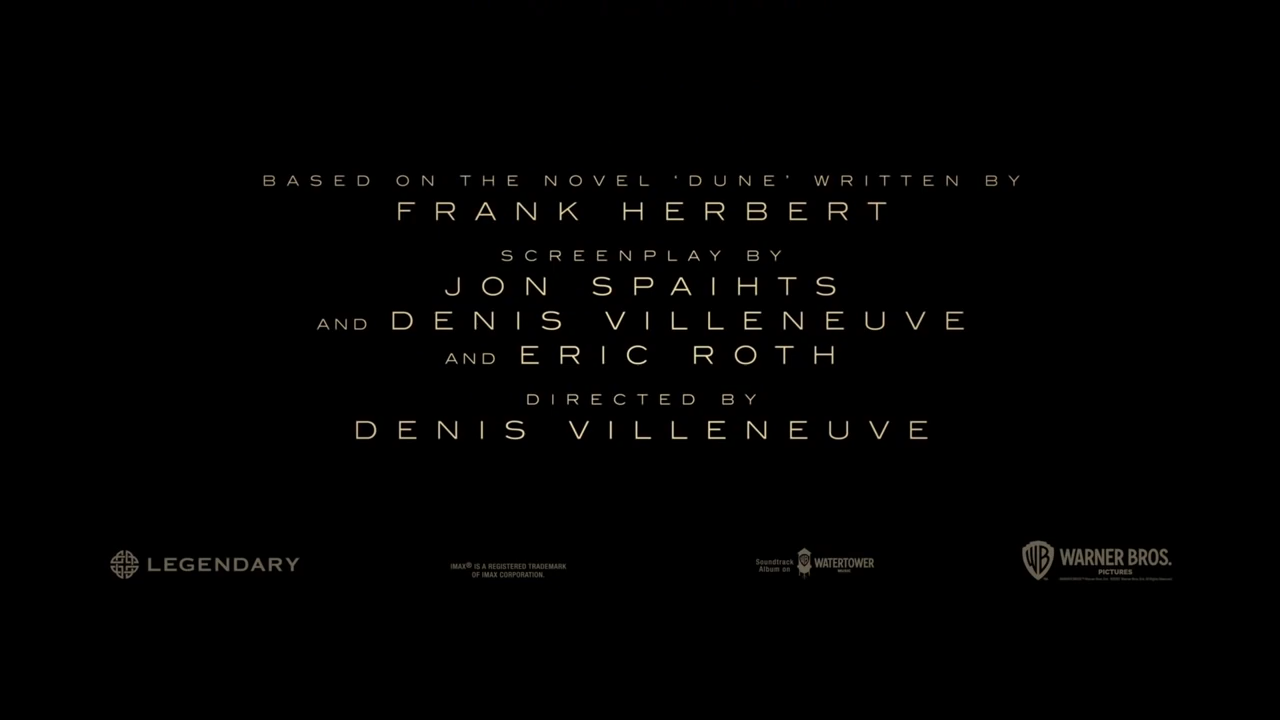 BASED ON THE NOVEL 'DUNE' WRITTEN BY
FRANK HERBERT
SCREENPLAY BY
JON SPAIHTS
AND DENIS VILLENEUVE
AND ERIC ROTH
DIRECTED BY
DENIS VILLENEUVE
LEGENDARY
IMAX® IS A REGISTERED TRADEMARK
OF IMAX CORPORATION.
Soundtrack
Album on
WATERTOWER
MUSIC
WB
WARNER BROS.
PICTURES